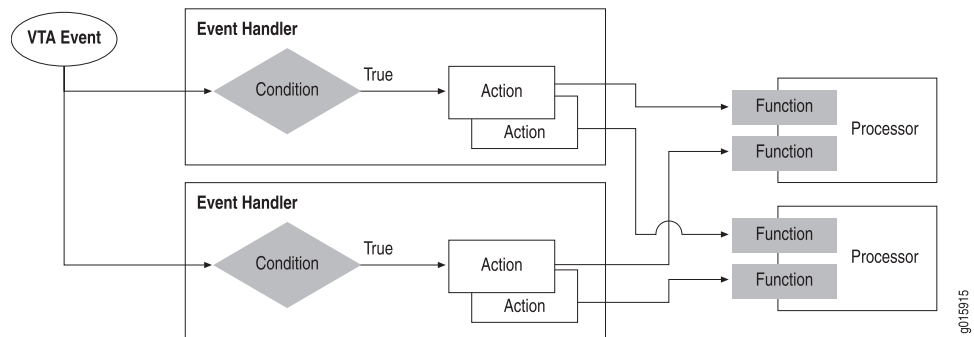 VTA Event
Event Handler
Condition
True
Action
Action
Function
Function
Processor
Event Handler
Condition
True
Action
Action
Function
Function
Processor
g015915